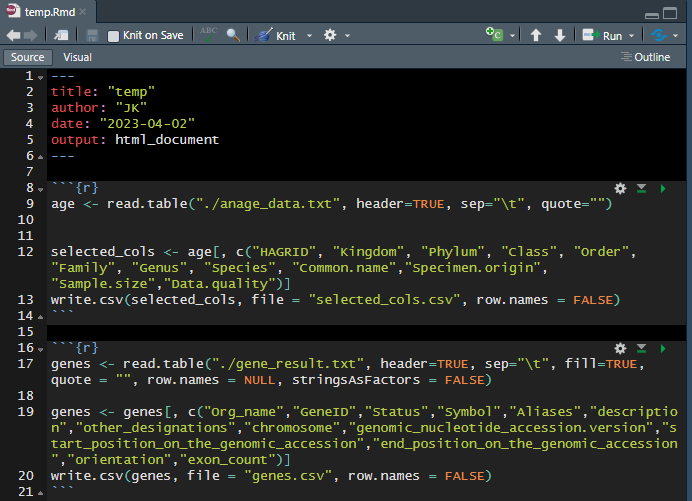 temp.Rmd
Knit on Save
ABC
Knit
Run
Source
Visual
Outline
1 ---
2 title: "temp"
3 author: "JK"
4 date: "2023-04-02"
5 output: html_document
6 ---
7
8 ```{r}
9 age <- read.table("./anage_data.txt", header=TRUE, sep="\t", quote="")
10
11
12 selected_cols <- age[, c("HAGRID", "Kingdom", "Phylum", "Class", "Order",
"Family", "Genus", "Species", "Common.name","Specimen.origin",
"Sample.size","Data.quality")]
13 write.csv(selected_cols, file = "selected_cols.csv", row.names = FALSE)
14 ```
15
16 ```{r}
17 genes <- read.table("./gene_result.txt", header=TRUE, sep="\t", fill=TRUE,
quote = "", row.names = NULL, stringsAsFactors = FALSE)
18
19 genes <- genes[, c("Org_name","GeneID","Status","Symbol","Aliases","descriptio
n","other_designations","chromosome","genomic_nucleotide_accession.version","s
tart_position_on_the_genomic_accession","end_position_on_the_genomic_accession
","orientation","exon_count")]
20 write.csv(genes, file = "genes.csv", row.names = FALSE)
21 ```